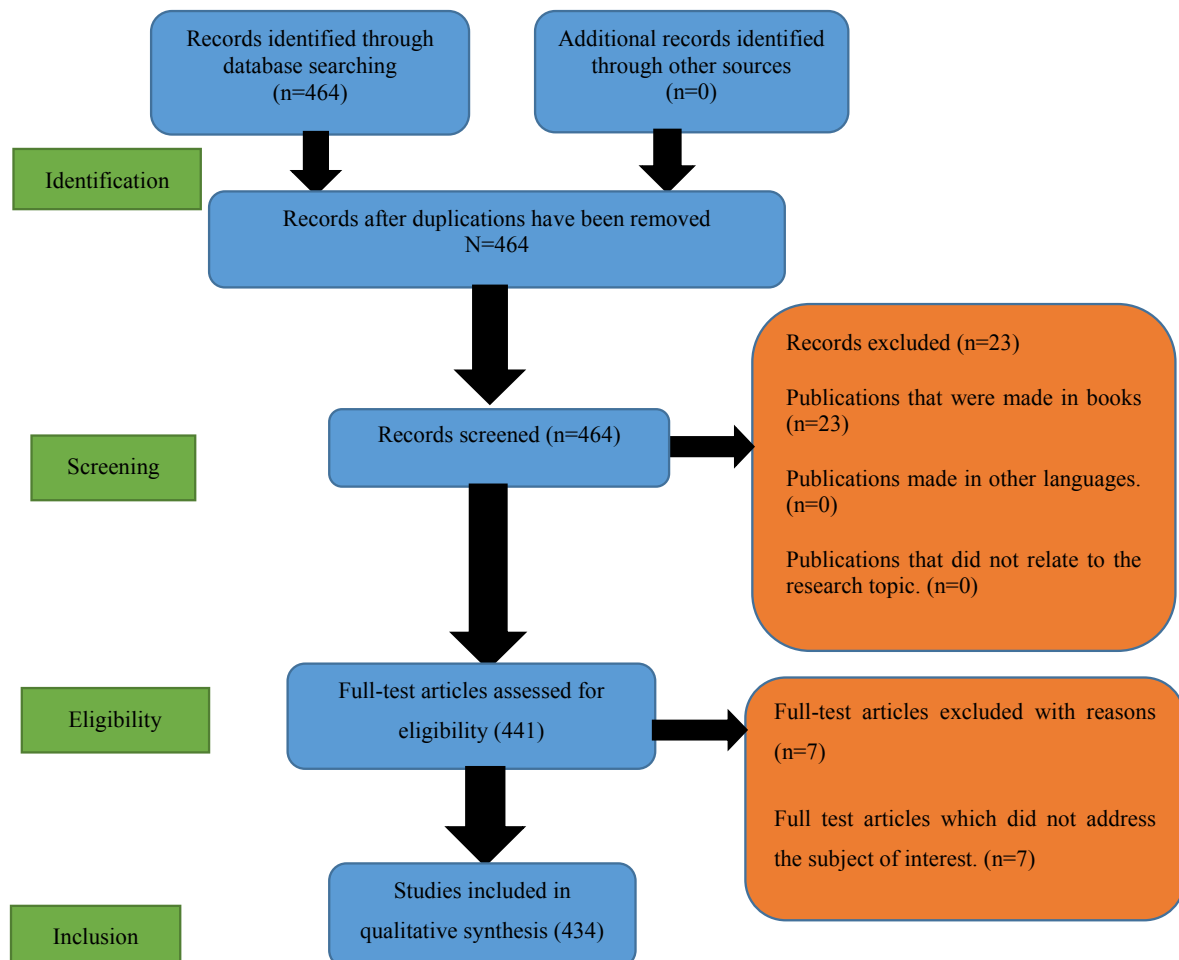 Records identified through
database searching
(n=464)
Additional records identified
through other sources
(n=0)
Identification
Records after duplications have been removed
N=464
Records excluded (n=23)
Publications that were made in books
(n=23)
Publications made in other languages.
(n=0)
Publications that did not relate to the
research topic. (n=0)
Records screened (n=464)
Screening
Full-test articles assessed for
eligibility (441)
Eligibility
Full-test articles excluded with reasons
(n=7)
Full test articles which did not address
the subject of interest. (n=7)
Studies included in
qualitative synthesis (434)
Inclusion